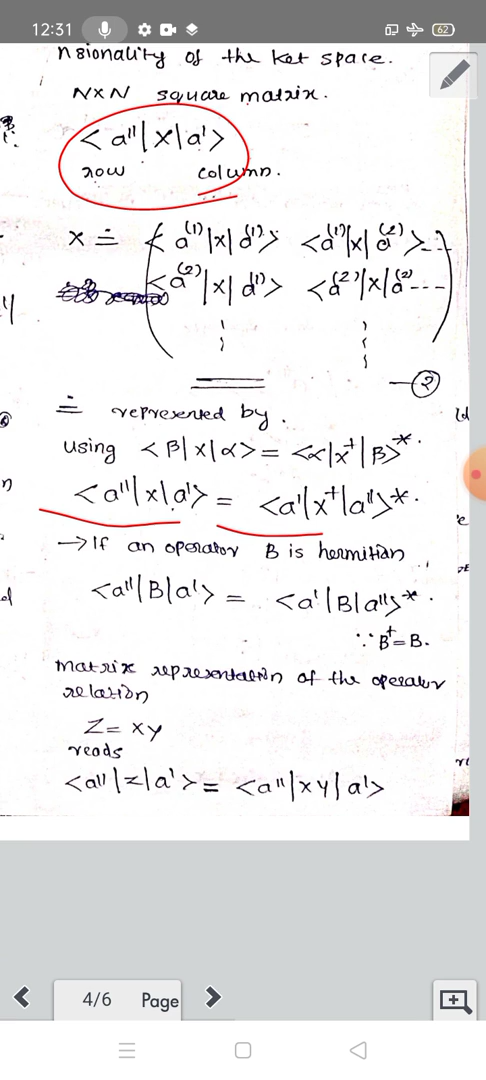 12:31
62
nsionality of the ket space.
N×N square matrix.
< a'' | X | a' >
row column.
X ≐ ( < a⁽¹⁾ | x | a⁽¹⁾ > < a⁽¹⁾ | x | a⁽²⁾ > -- )
< a⁽²⁾ | x | a⁽¹⁾ > < a⁽²⁾ | x | a⁽²⁾ ---
— ②
≐ represented by.
using < β | x | α > = < α | x⁺ | β >*.
< a'' | x | a' > = < a' | x⁺ | a'' >*.
→ If an operator B is hermitian
< a'' | B | a' > = < a' | B | a'' >*.
∵ B⁺ = B.
matrix representation of the operator
relation
Z = xy
reads
< a'' | z | a' > = < a'' | xy | a' >
4/6 Page